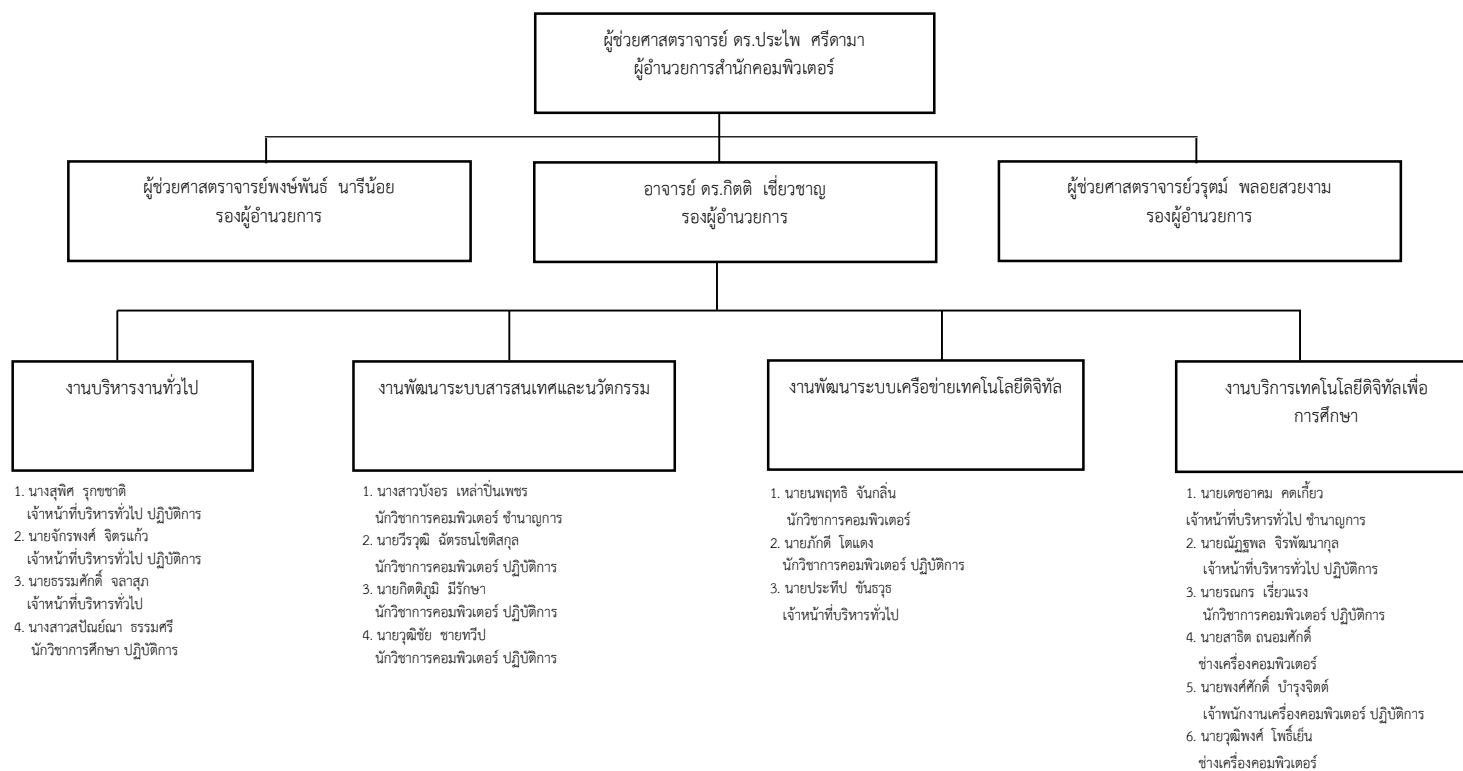 ผู้ช่วยศาสตราจารย์ ดร.ประไพ ศรีดามา
ผู้อำนวยการสำนักคอมพิวเตอร์
ผู้ช่วยศาสตราจารย์พงษ์พันธ์ นารีน้อย
รองผู้อำนวยการ
อาจารย์ ดร.กิตติ เชี่ยวชาญ
รองผู้อำนวยการ
ผู้ช่วยศาสตราจารย์วรุตม์ พลอยสวยงาม
รองผู้อำนวยการ
งานบริหารงานทั่วไป
1. นางสุพิศ รุกขชาติ
เจ้าหน้าที่บริหารทั่วไป ปฏิบัติการ
2. นายจักรพงศ์ จิตรแก้ว
เจ้าหน้าที่บริหารทั่วไป ปฏิบัติการ
3. นายธรรมศักดิ์ จลาสุภ
เจ้าหน้าที่บริหารทั่วไป
4. นางสาวสปัณย์ณา ธรรมศรี
นักวิชาการศึกษา ปฏิบัติการ
งานพัฒนาระบบสารสนเทศและนวัตกรรม
1. นางสาวบังอร เหล่าปิ่นเพชร
นักวิชาการคอมพิวเตอร์ ชำนาญการ
2. นายวีรวุฒิ ฉัตรธนโชติสกุล
นักวิชาการคอมพิวเตอร์ ปฏิบัติการ
3. นายกิตติภูมิ มีรักษา
นักวิชาการคอมพิวเตอร์ ปฏิบัติการ
4. นายวุฒิชัย ชายทวีป
นักวิชาการคอมพิวเตอร์ ปฏิบัติการ
งานพัฒนาระบบเครือข่ายเทคโนโลยีดิจิทัล
1. นายนพฤทธิ จันกลิ่น
นักวิชาการคอมพิวเตอร์
2. นายภักดี โตแดง
นักวิชาการคอมพิวเตอร์ ปฏิบัติการ
3. นายประทีป ขันธวุธ
เจ้าหน้าที่บริหารทั่วไป
งานบริการเทคโนโลยีดิจิทัลเพื่อ
การศึกษา
1. นายเดชอาคม คดเกี้ยว
เจ้าหน้าที่บริหารทั่วไป ชำนาญการ
2. นายณัฏฐพล จิรพัฒนากุล
เจ้าหน้าที่บริหารทั่วไป ปฏิบัติการ
3. นายรณกร เรี่ยวแรง
นักวิชาการคอมพิวเตอร์ ปฏิบัติการ
4. นายสาธิต ถนอมศักดิ์
ช่างเครื่องคอมพิวเตอร์
5. นายพงศ์ศักดิ์ บำรุงจิตต์
เจ้าพนักงานเครื่องคอมพิวเตอร์ ปฏิบัติการ
6. นายวุฒิพงศ์ โพธิ์เย็น
ช่างเครื่องคอมพิวเตอร์